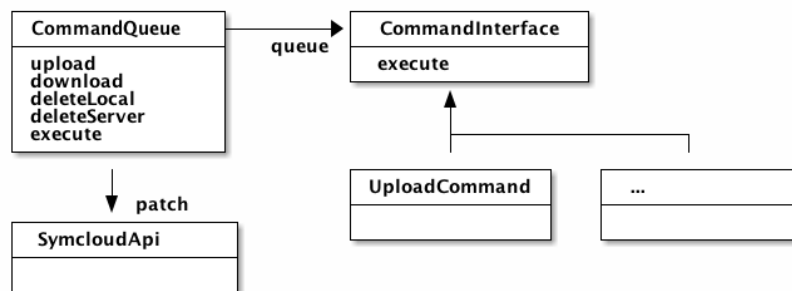 CommandQueue
upload
download
deleteLocal
deleteServer
execute
queue
CommandInterface
execute
patch
SymcloudApi
UploadCommand
...